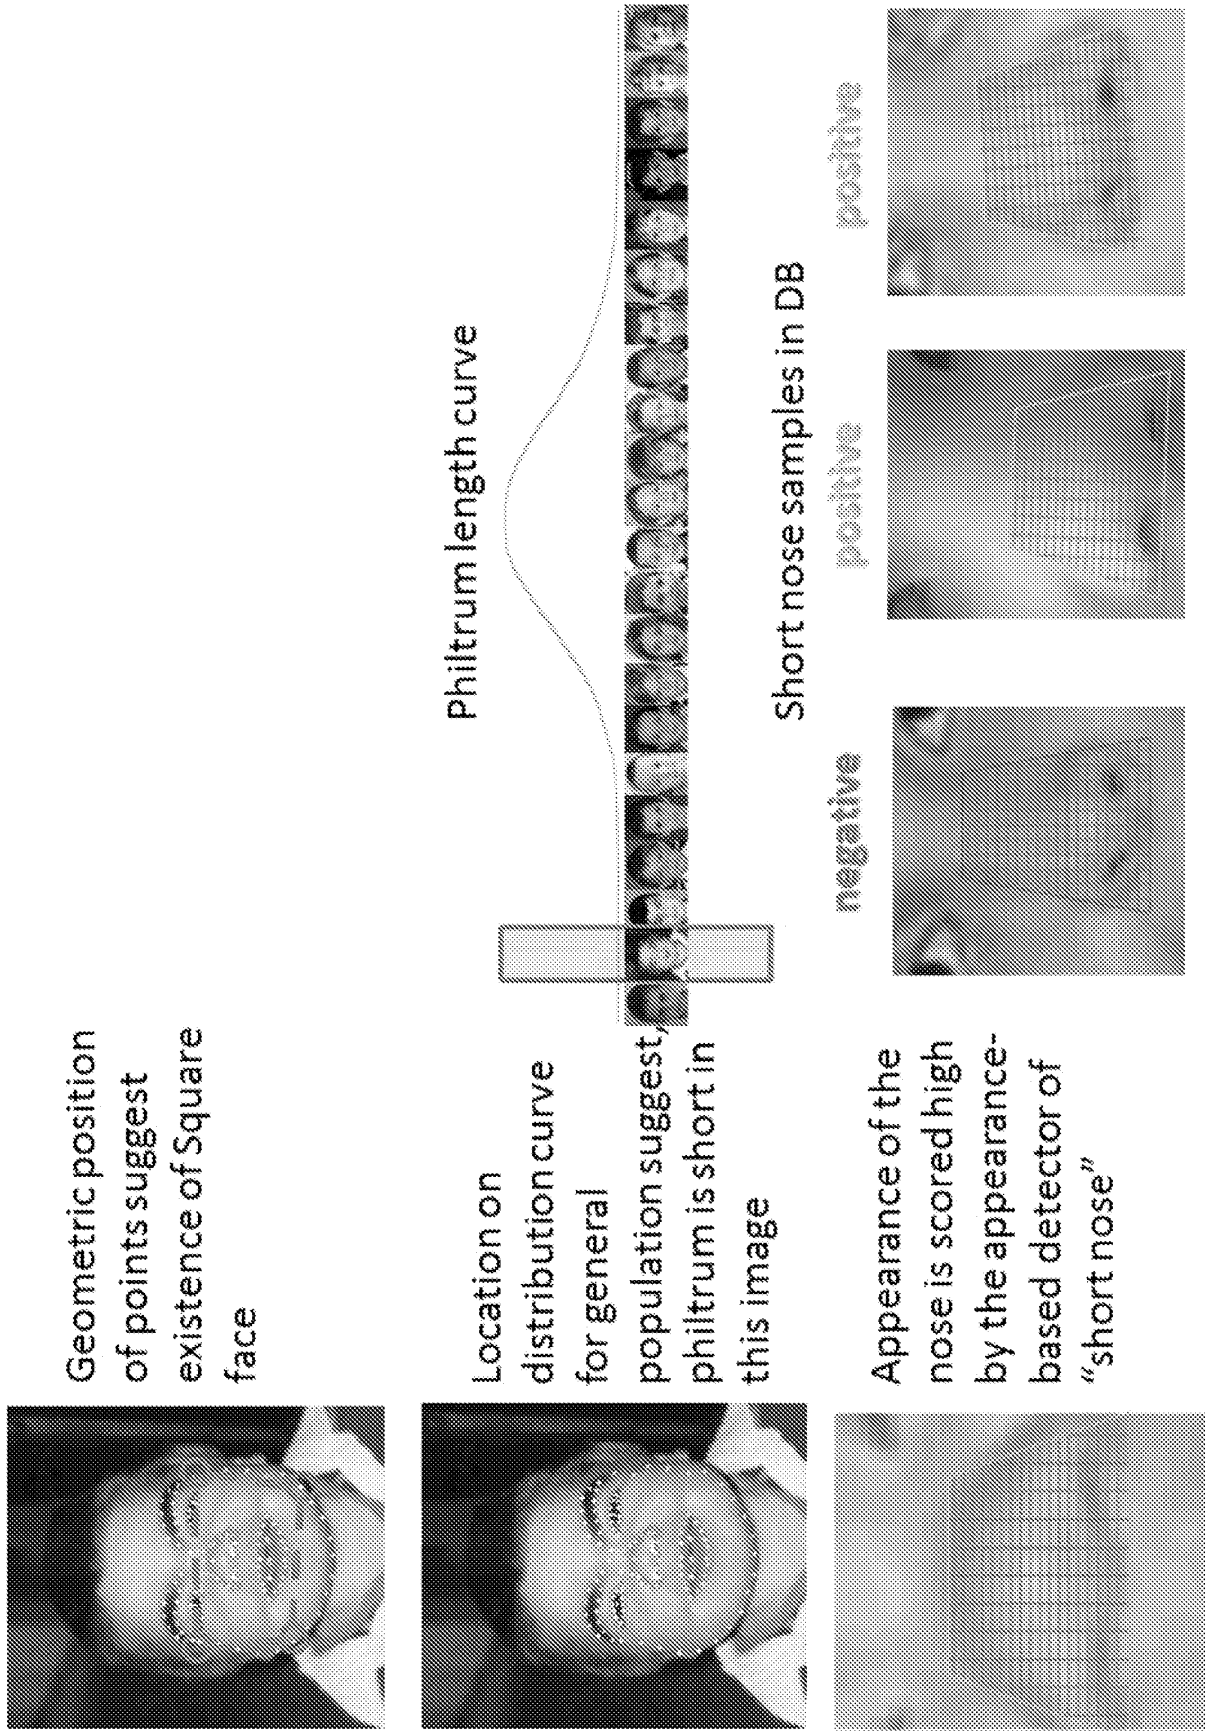 Geometric position
of points suggest
existence of Square
face
Location on
distribution curve
for general
population suggest,
philtrum is short in
this image
Philtrum length curve
Appearance of the
nose is scored high
by the appearance-
based detector of
"short nose"
Short nose samples in DB
negative
positive
positive